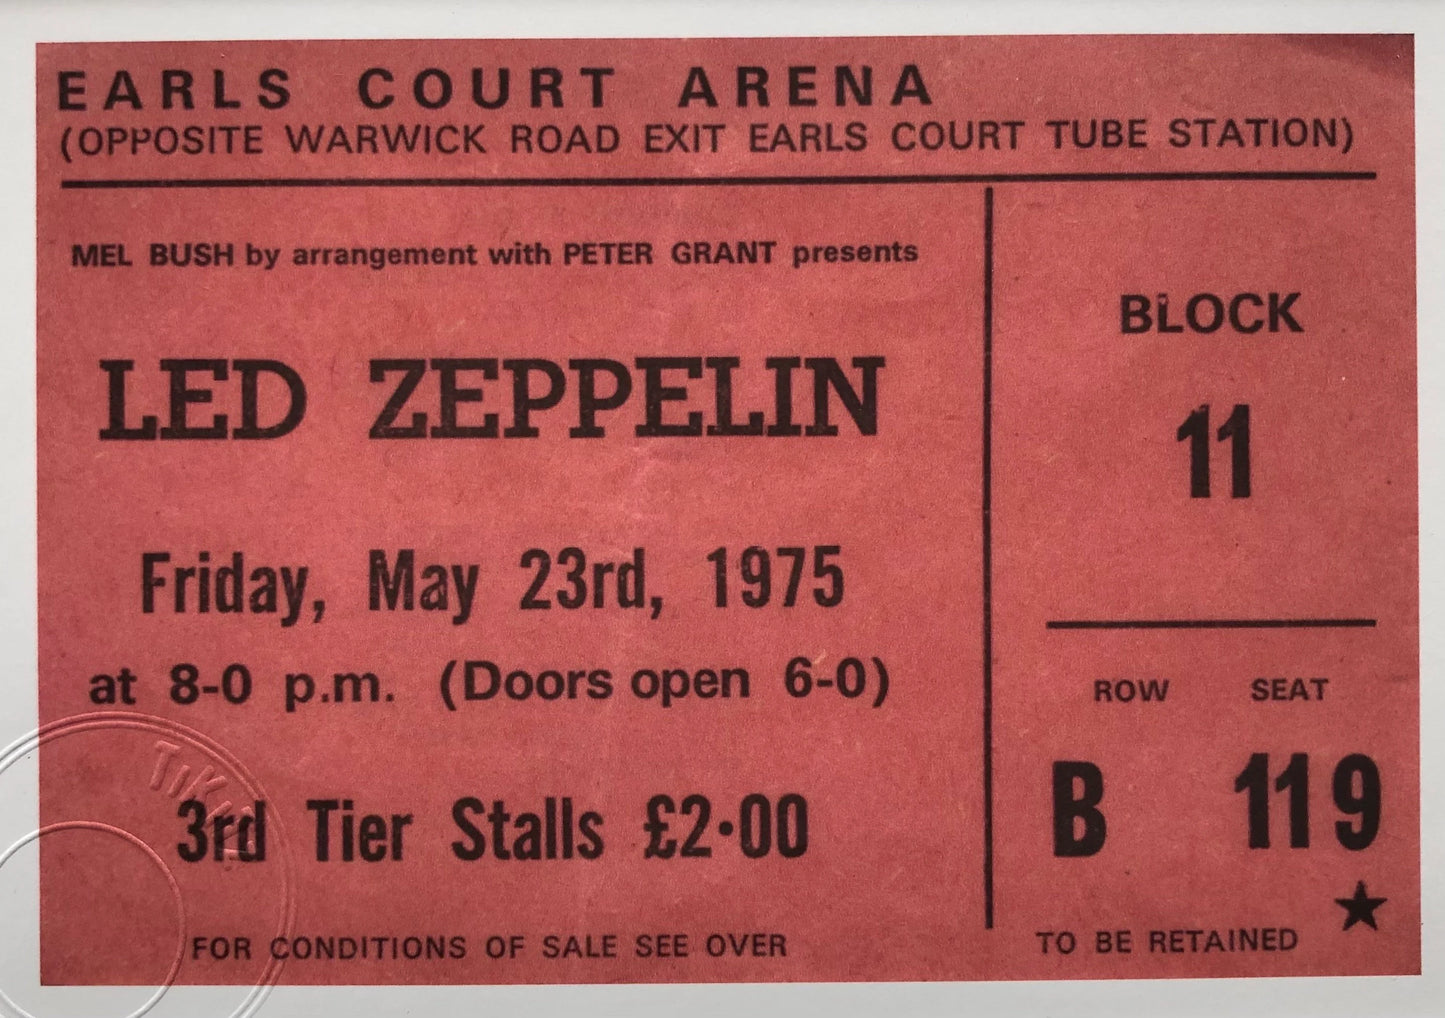 EARLS COURT ARENA
(OPPOSITE WARWICK ROAD EXIT EARLS COURT TUBE STATION)
MEL BUSH by arrangement with PETER GRANT presents
LED ZEPPELIN
Friday, May 23rd, 1975
at 8-0 p.m. (Doors open 6-0)
3rd Tier Stalls £2·00
FOR CONDITIONS OF SALE SEE OVER
BLOCK
11
ROW SEAT
B 119
TO BE RETAINED ★